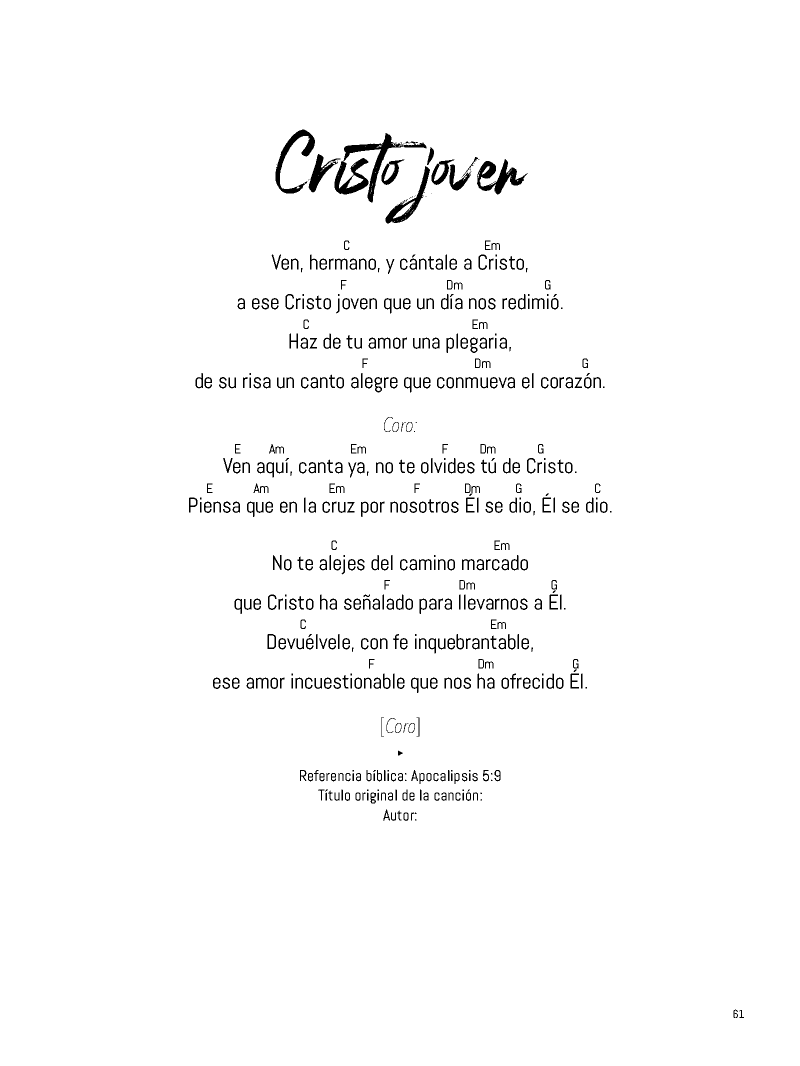 Cristo joven
C Em
Ven, hermano, y cántale a Cristo,
F Dm G
a ese Cristo joven que un día nos redimió.
C Em
Haz de tu amor una plegaria,
F Dm G
de su risa un canto alegre que conmueva el corazón.
Coro:
E Am Em F Dm G
Ven aquí, canta ya, no te olvides tú de Cristo.
E Am Em F Dm G C
Piensa que en la cruz por nosotros Él se dio, Él se dio.
C Em
No te alejes del camino marcado
F Dm G
que Cristo ha señalado para llevarnos a Él.
C Em
Devuélvele, con fe inquebrantable,
F Dm G
ese amor incuestionable que nos ha ofrecido Él.
[Coro]
Referencia bíblica: Apocalipsis 5:9
Título original de la canción:
Autor:
61